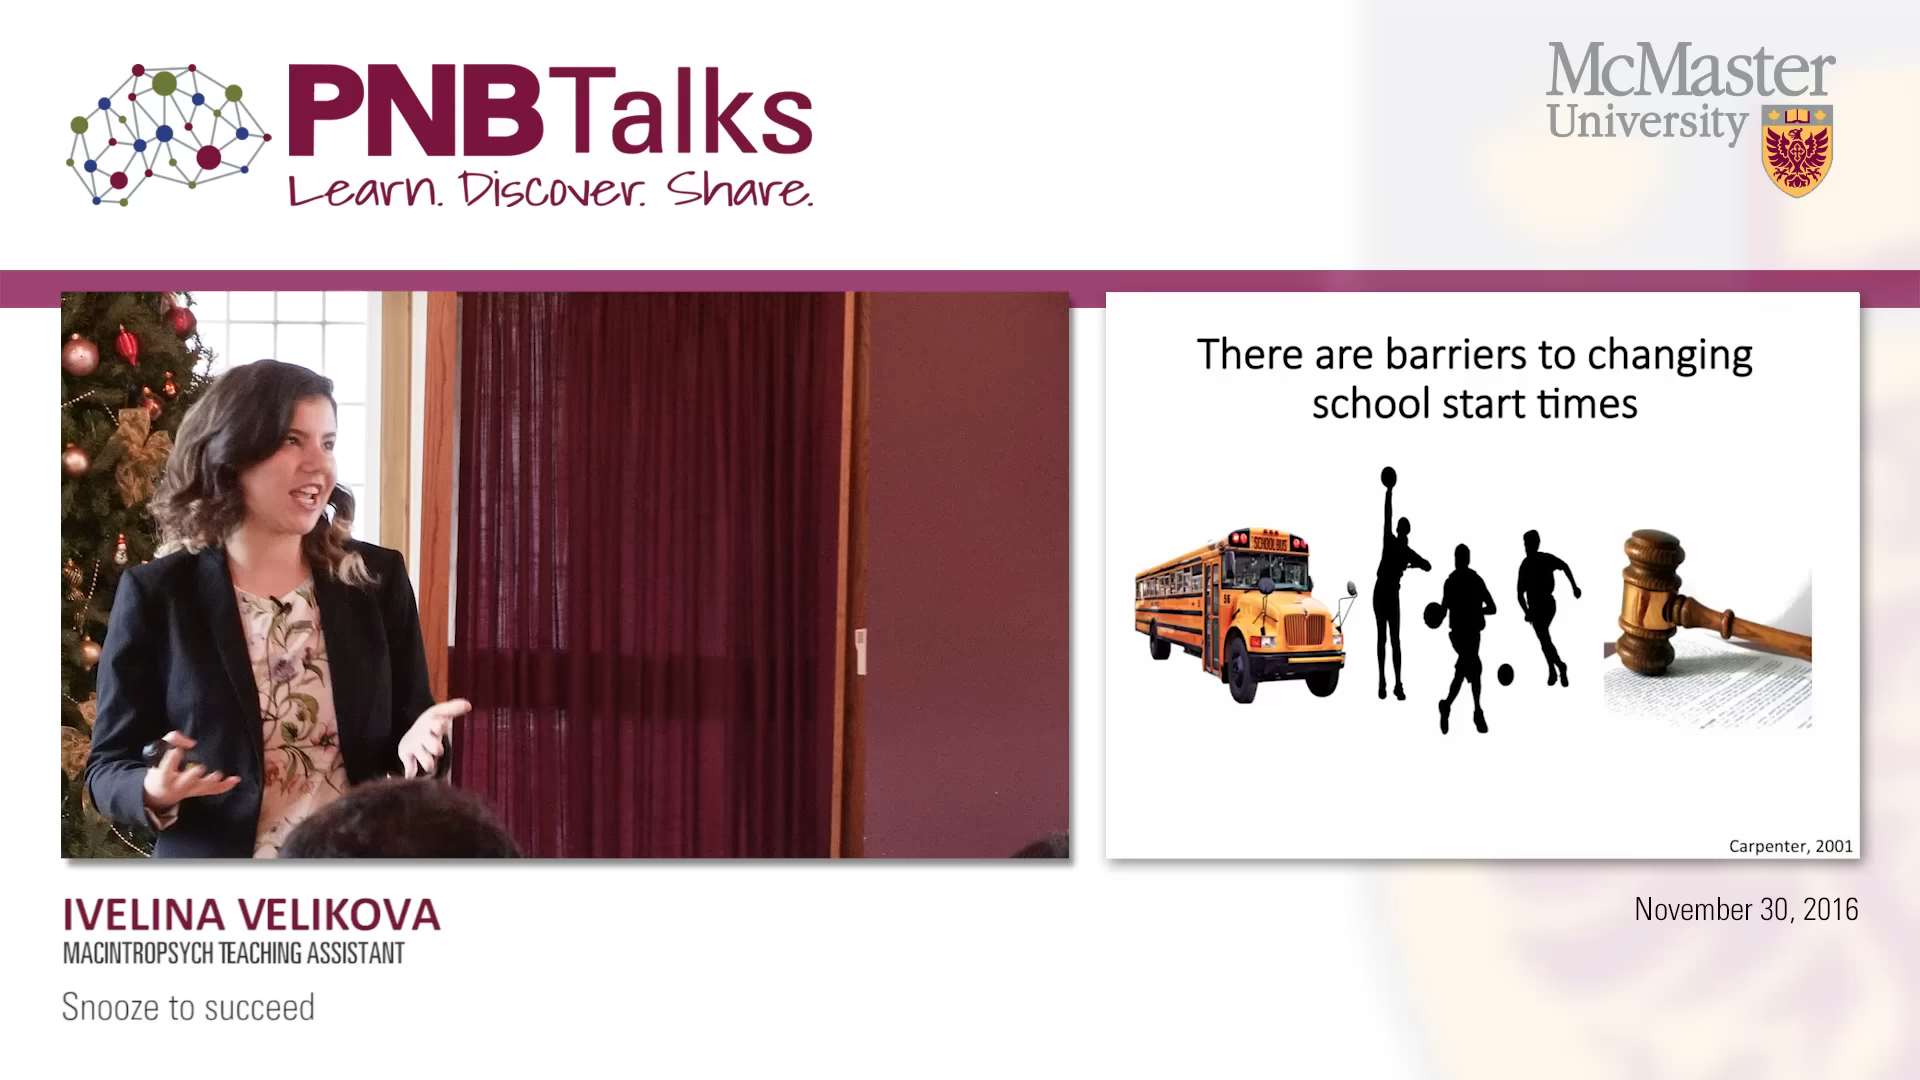 PNBTalks
Learn. Discover. Share.
McMaster
University
There are barriers to changing
school start times
SCHOOL BUS
56
Carpenter, 2001
IVELINA VELIKOVA
MACINTROPSYCH TEACHING ASSISTANT
Snooze to succeed
November 30, 2016